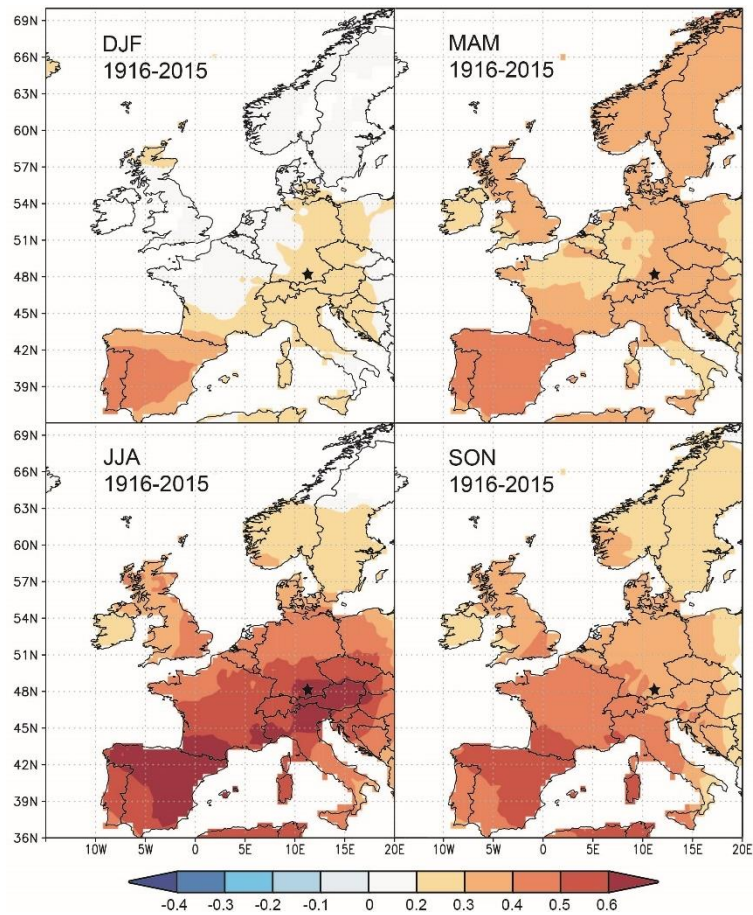 69N
66N
63N
60N
57N
54N
51N
48N
45N
42N
39N
DJF
1916-2015
MAM
1916-2015
69N
66N
63N
60N
57N
54N
51N
48N
45N
42N
39N
36N
JJA
1916-2015
SON
1916-2015
10W 5W 0 5E 10E 15E 20E 10W 5W 0 5E 10E 15E 20E
-0.4 -0.3 -0.2 -0.1 0 0.2 0.3 0.4 0.5 0.6